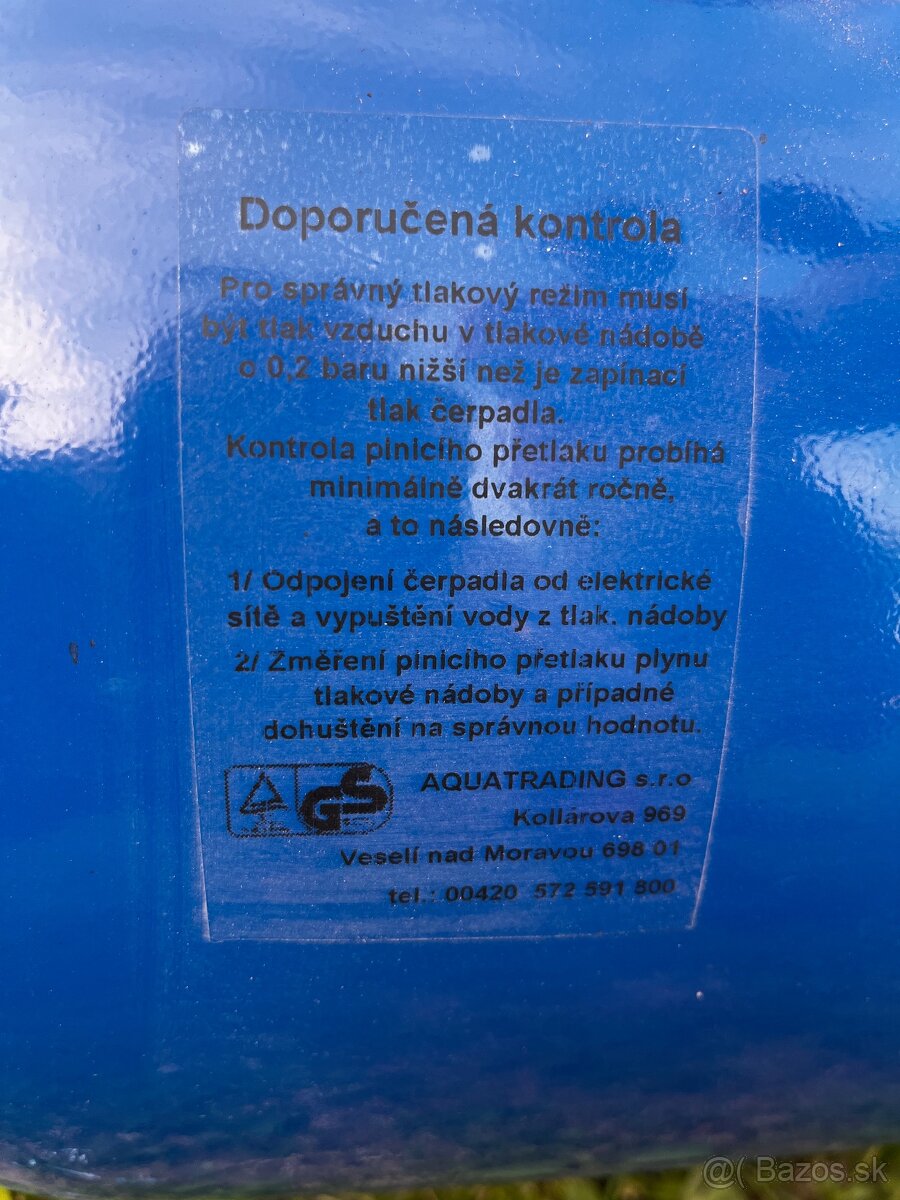 Doporučená kontrola
Pro správný tlakový režim musí
být tlak vzduchu v tlakové nádobě
o 0,2 baru nižší než je zapínací
tlak čerpadla.
Kontrola plnicího přetlaku probíhá
minimálně dvakrát ročně,
a to následovně:
1/ Odpojení čerpadla od elektrické
sítě a vypuštění vody z tlak. nádoby
2/ Změření plnicího přetlaku plynu
tlakové nádoby a případné
dohuštění na správnou hodnotu.
GS
AQUATRADING s.r.o
Kollárova 969
Veselí nad Moravou 698 01
tel.: 00420 572 591 800
@( Bazos.sk